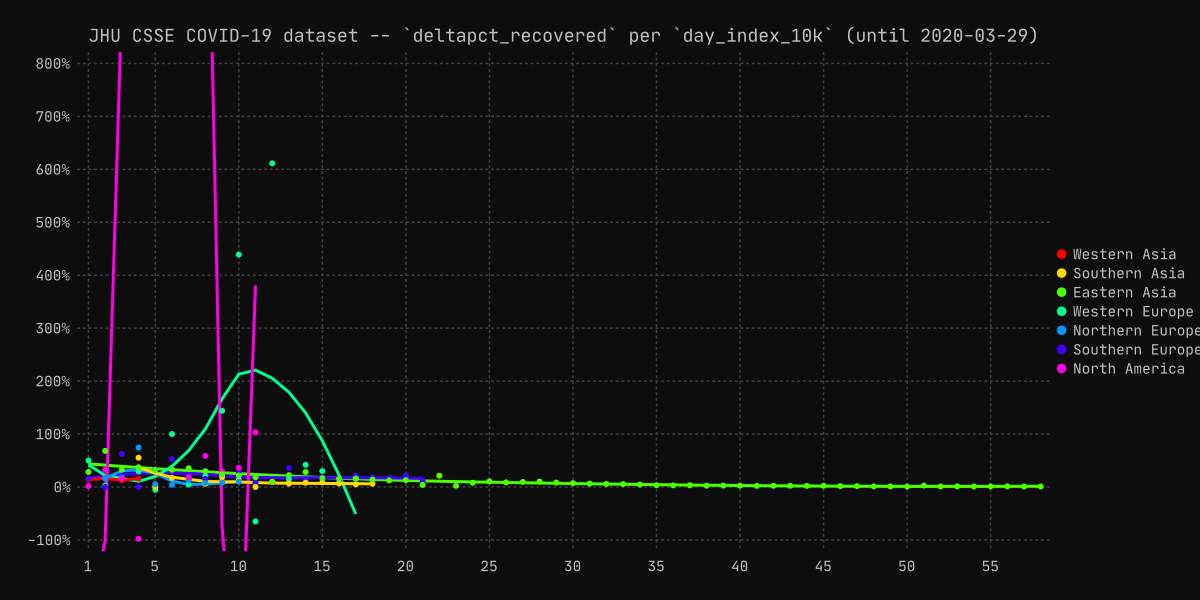 JHU CSSE COVID-19 dataset -- `deltapct_recovered` per `day_index_10k` (until 2020-03-29)
800%
700%
600%
500%
400%
300%
200%
100%
0%
-100%
1 5 10 15 20 25 30 35 40 45 50 55
Western Asia
Southern Asia
Eastern Asia
Western Europe
Northern Europe
Southern Europe
North America